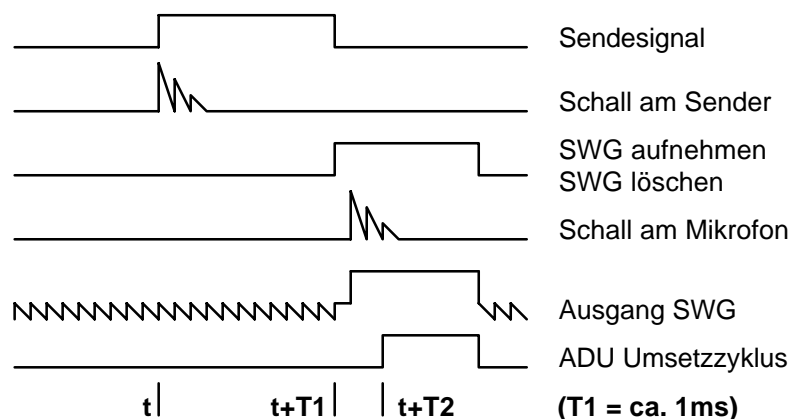 Sendesignal
Schall am Sender
SWG aufnehmen
SWG löschen
Schall am Mikrofon
Ausgang SWG
ADU Umsetzzyklus
t t+T1 t+T2 (T1 = ca. 1ms)